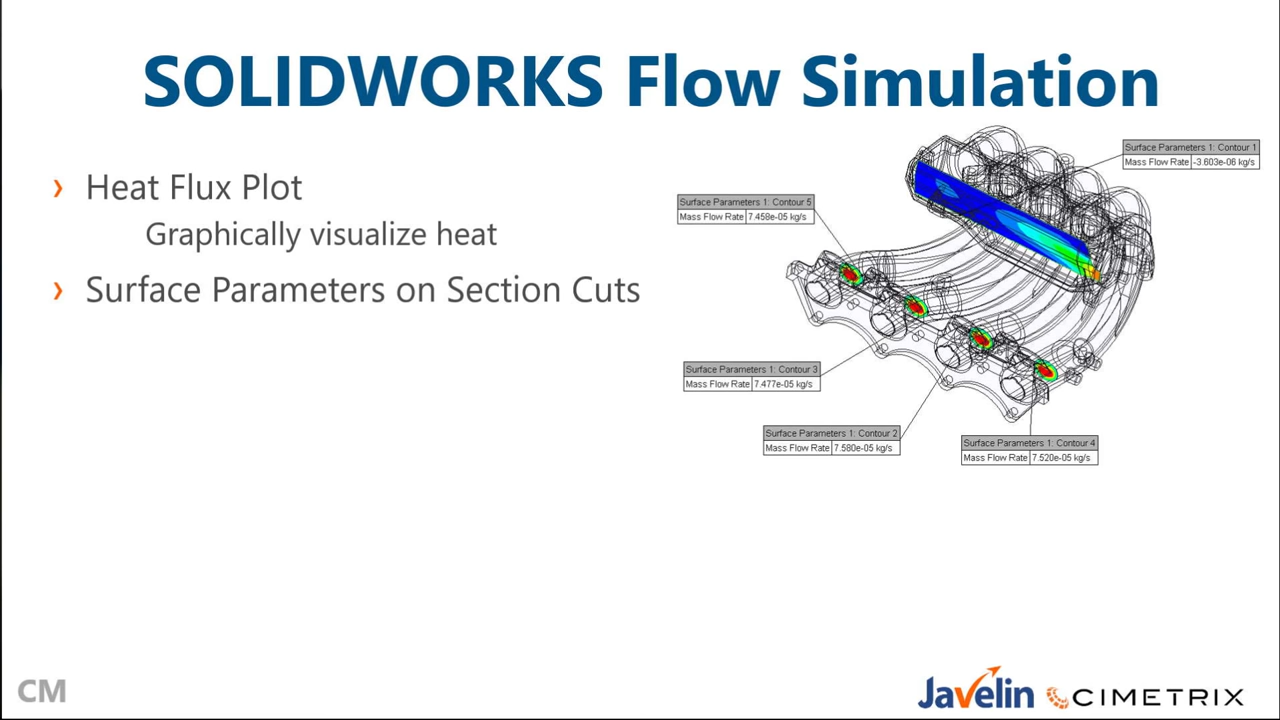 SOLIDWORKS Flow Simulation
› Heat Flux Plot
Graphically visualize heat
› Surface Parameters on Section Cuts
Surface Parameters 1: Contour 1
Mass Flow Rate -3.603e-06 kg/s
Surface Parameters 1: Contour 5
Mass Flow Rate 7.458e-05 kg/s
Surface Parameters 1: Contour 3
Mass Flow Rate 7.477e-05 kg/s
Surface Parameters 1: Contour 2
Mass Flow Rate 7.580e-05 kg/s
Surface Parameters 1: Contour 4
Mass Flow Rate 7.520e-05 kg/s
CM
Javelin CIMETRIX